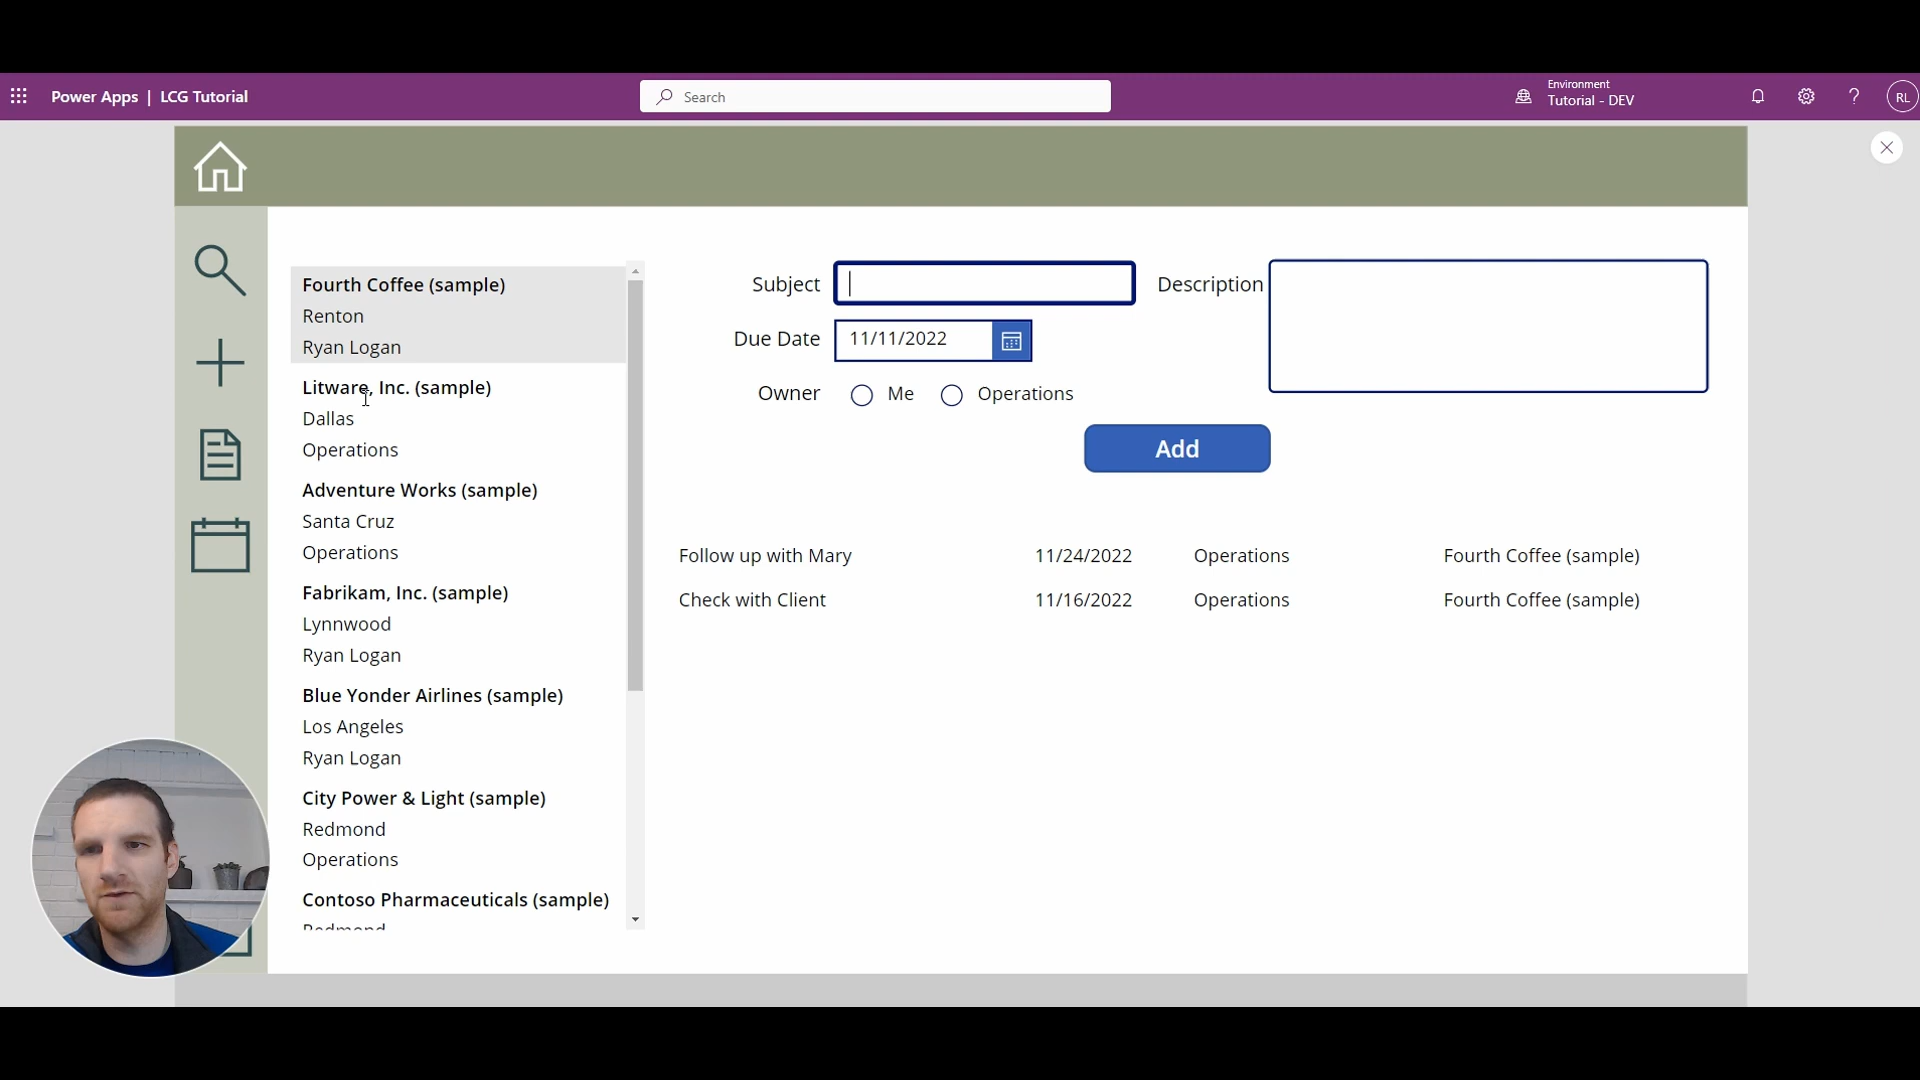 Power Apps | LCG Tutorial
Search
Environment
Tutorial - DEV
?
RL
Fourth Coffee (sample)
Renton
Ryan Logan
Litware, Inc. (sample)
Dallas
Operations
Adventure Works (sample)
Santa Cruz
Operations
Fabrikam, Inc. (sample)
Lynnwood
Ryan Logan
Blue Yonder Airlines (sample)
Los Angeles
Ryan Logan
City Power & Light (sample)
Redmond
Operations
Contoso Pharmaceuticals (sample)
Redmond
Subject
Description
Due Date 11/11/2022
Owner Me Operations
Add
Follow up with Mary 11/24/2022 Operations Fourth Coffee (sample)
Check with Client 11/16/2022 Operations Fourth Coffee (sample)